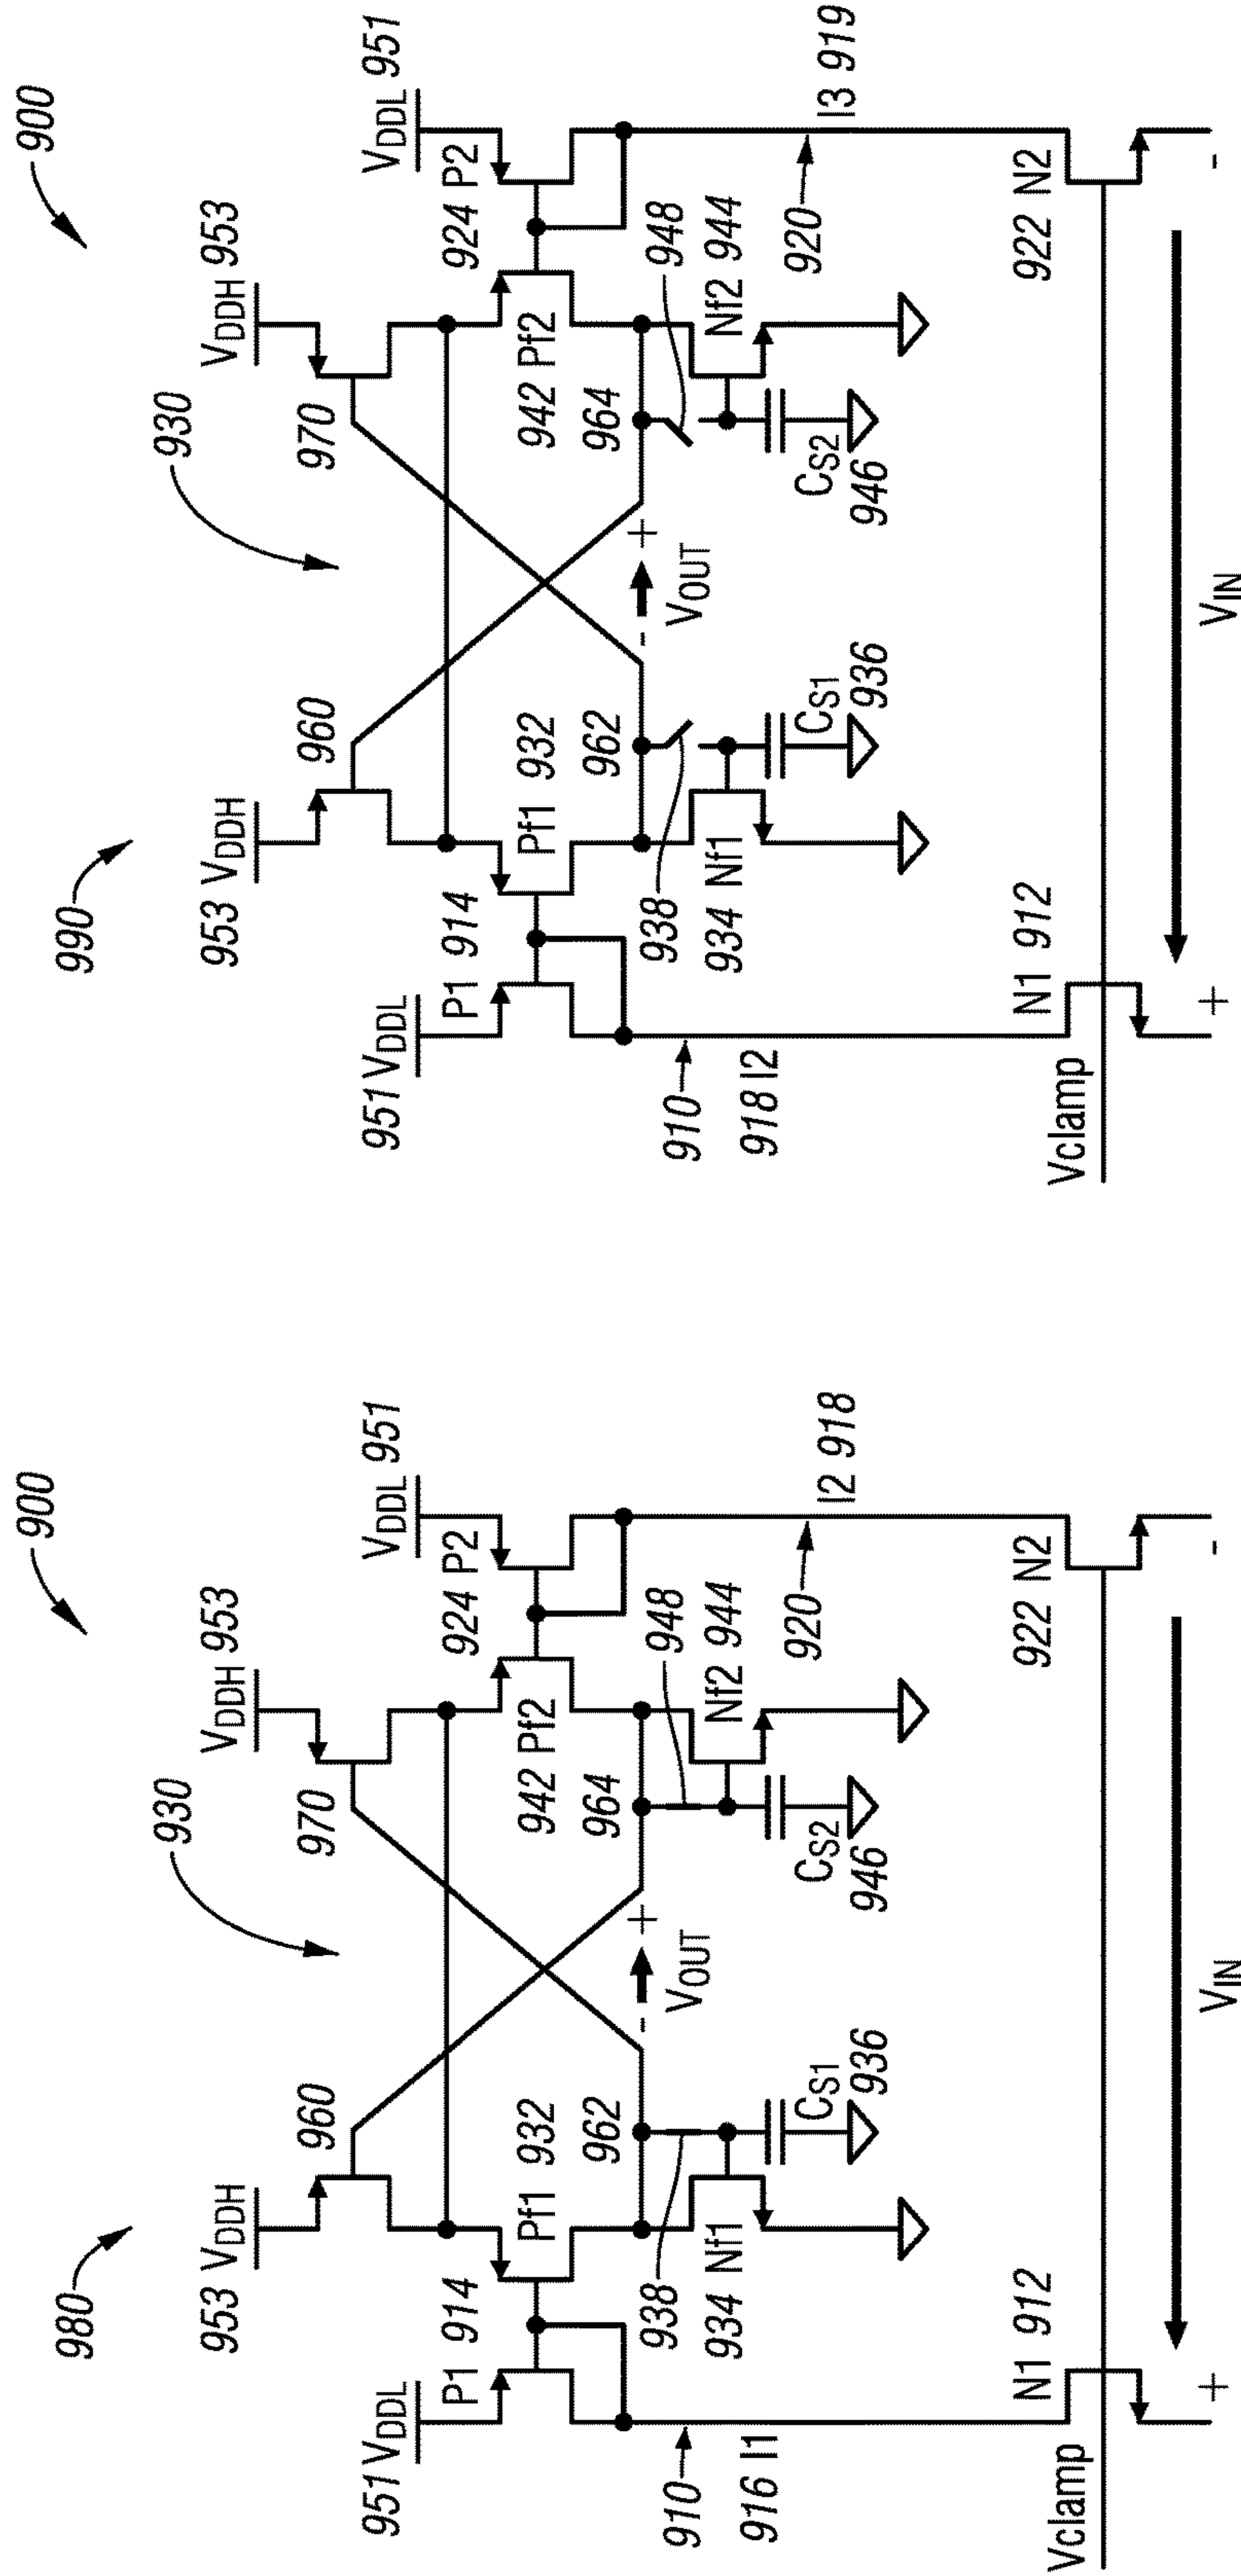 900
980
930
953 VDDH
VDDH 953
960
970
951 VDDL
VDDL 951
P1 914
924 P2
Pf1 932
942 Pf2
962
964
- +
VOUT
938
948
934 Nf1
Nf2 944
CS1
936
CS2
946
910
916 I1
920
I2 918
N1 912
922 N2
Vclamp
+ VIN -
900
990
930
953 VDDH
VDDH 953
960
970
951 VDDL
VDDL 951
P1 914
924 P2
Pf1 932
942 Pf2
962
964
- +
VOUT
938
948
934 Nf1
Nf2 944
CS1
936
CS2
946
910
918 I2
920
I3 919
N1 912
922 N2
Vclamp
+ VIN -